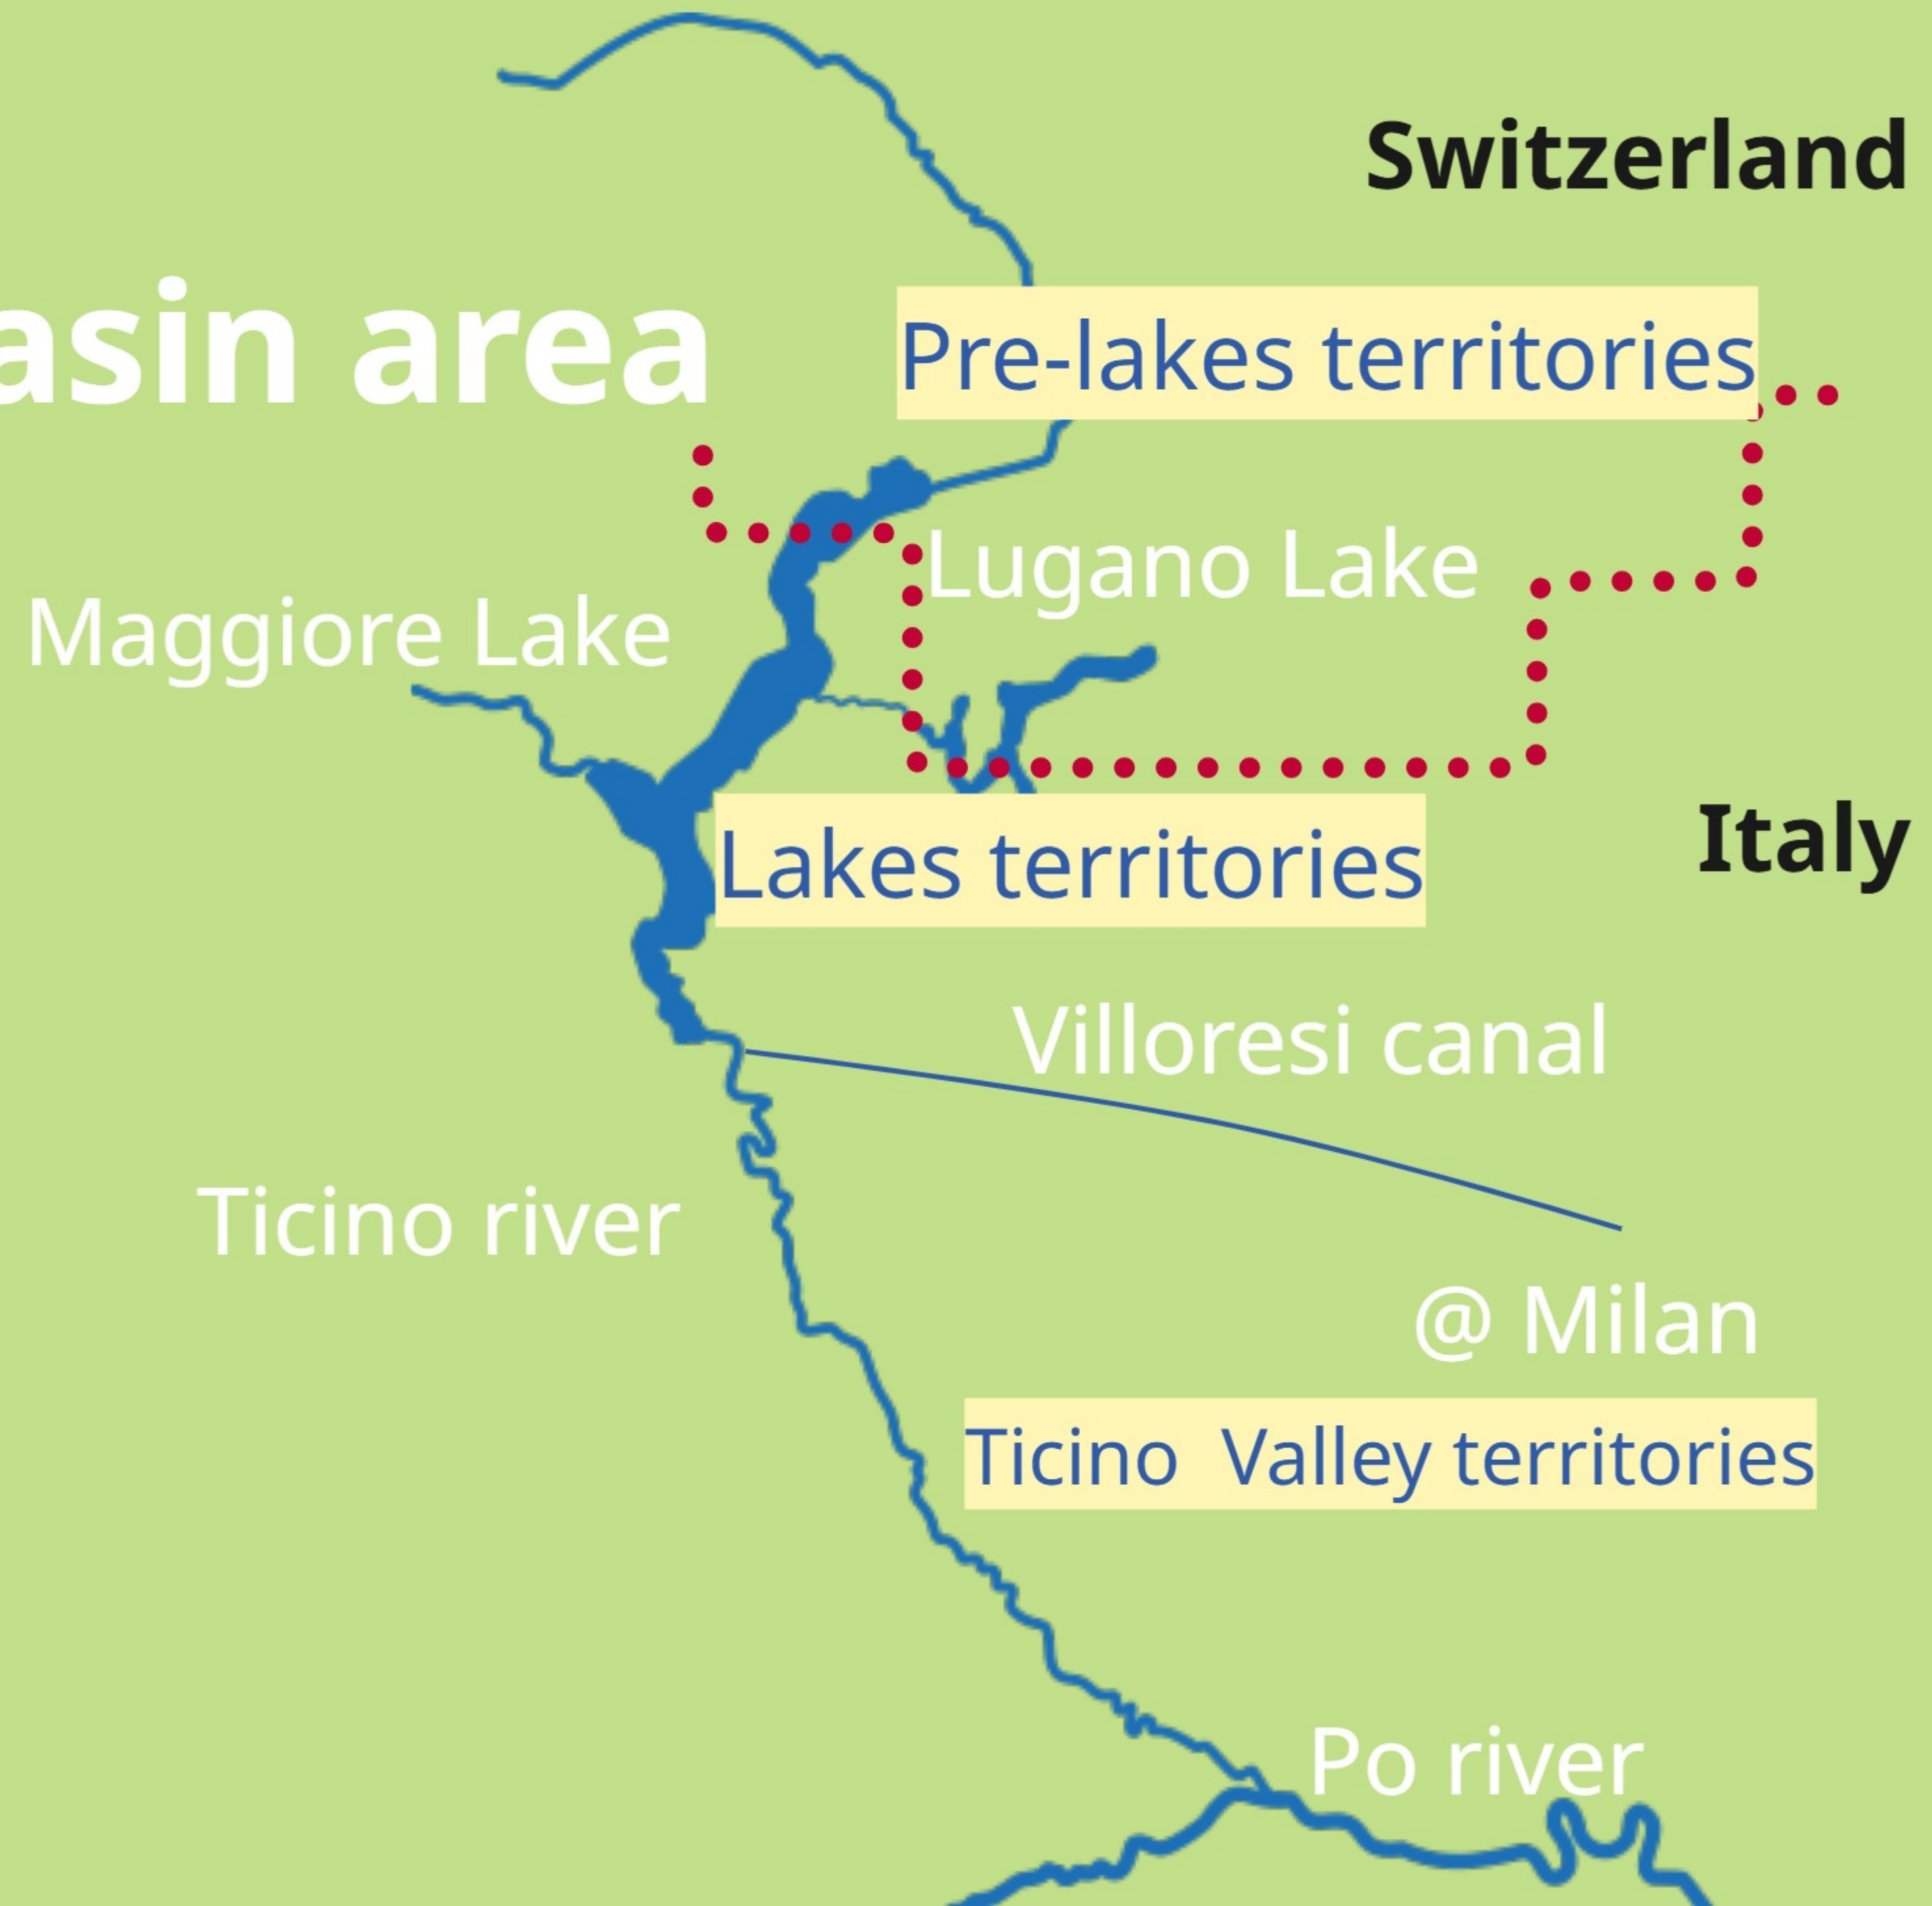 Switzerland
asin area
Pre-lakes territories
Lugano Lake
Maggiore Lake
Italy
Lakes territories
Villoresi canal
Ticino river
@ Milan
Ticino  Valley territories
Po river